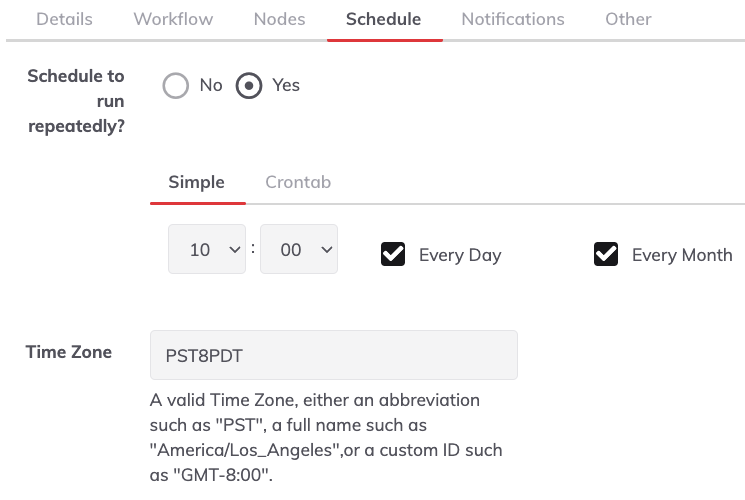 Details Workflow Nodes Schedule Notifications Other
Schedule to
run
repeatedly?
No Yes
Simple Crontab
10 : 00 Every Day Every Month
Time Zone
PST8PDT
A valid Time Zone, either an abbreviation
such as "PST", a full name such as
"America/Los_Angeles",or a custom ID such
as "GMT-8:00".